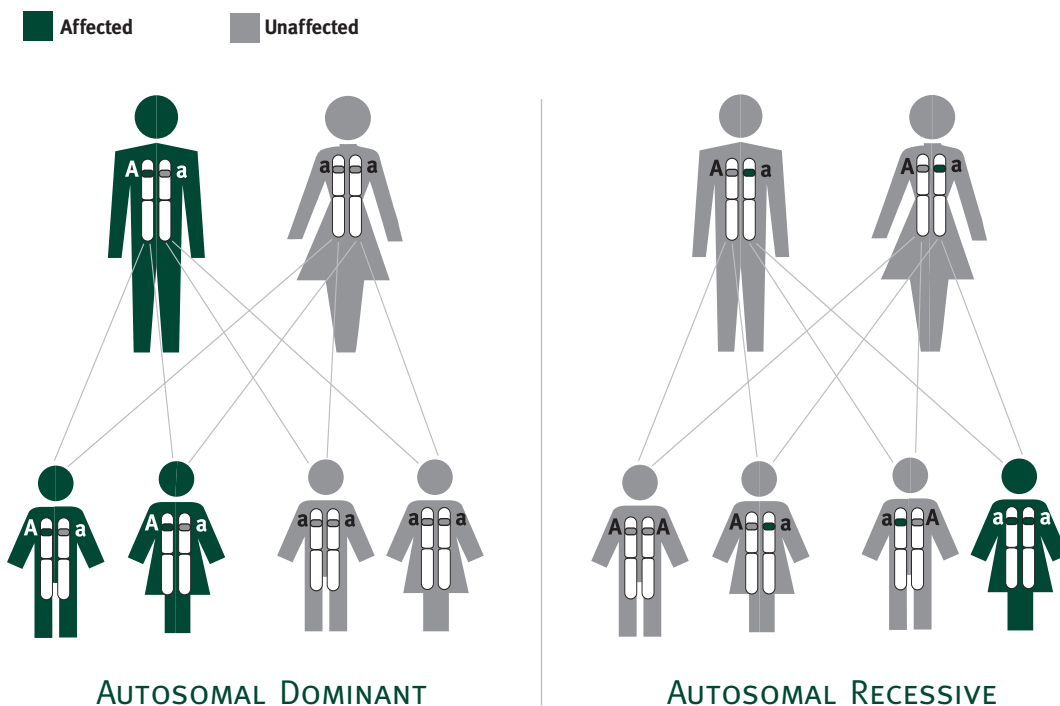 Affected Unaffected
A a a a A a A a
A a A a a a a a A A A a a A a a
AUTOSOMAL DOMINANT AUTOSOMAL RECESSIVE